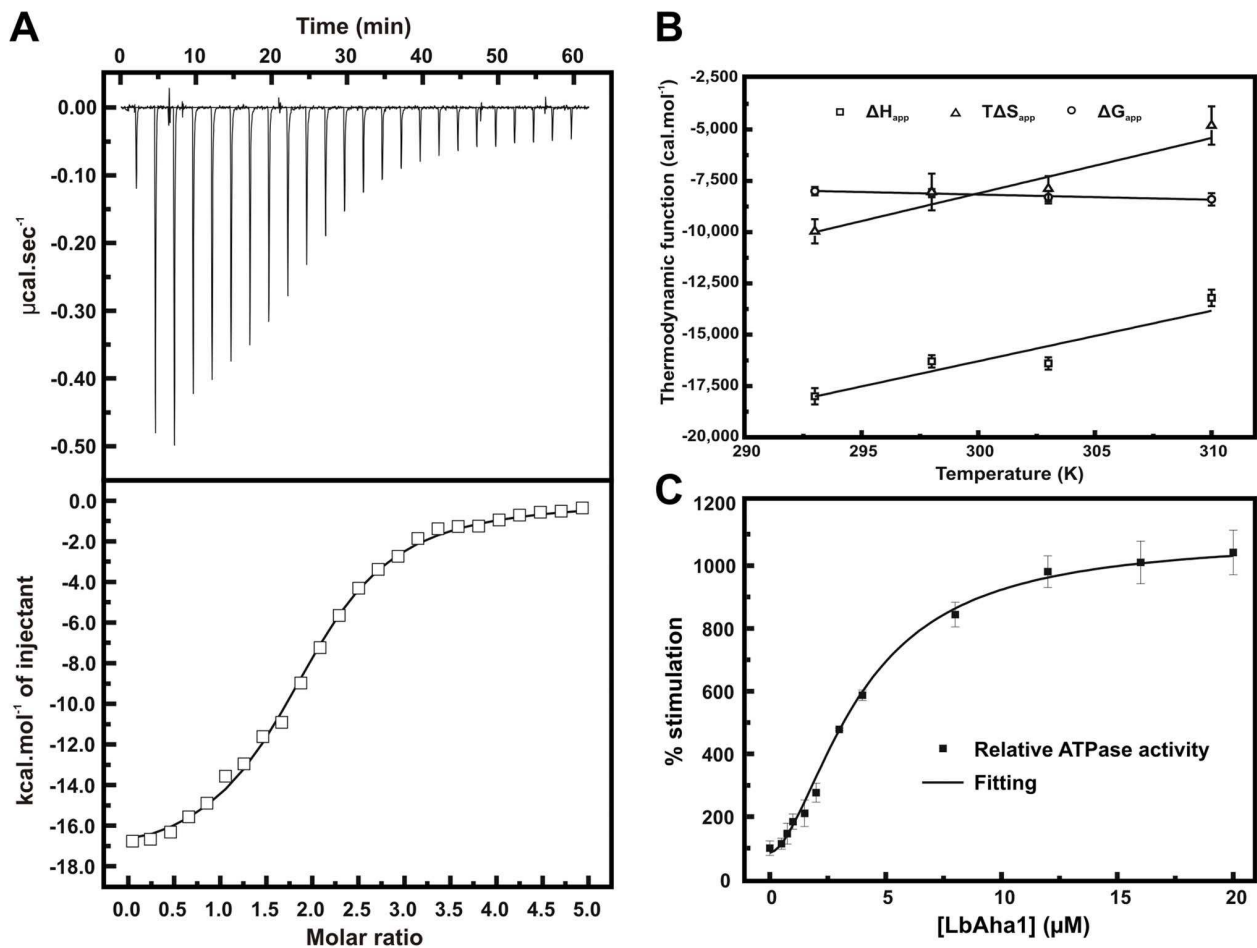 A
Time (min)
0 10 20 30 40 50 60
0.00
-0.10
-0.20
-0.30
-0.40
-0.50
μcal.sec⁻¹
0.0
-2.0
-4.0
-6.0
-8.0
-10.0
-12.0
-14.0
-16.0
-18.0
kcal.mol⁻¹ of injectant
0.0 0.5 1.0 1.5 2.0 2.5 3.0 3.5 4.0 4.5 5.0
Molar ratio
B
-2,500
-5,000
-7,500
-10,000
-12,500
-15,000
-17,500
-20,000
Thermodynamic function (cal.mol⁻¹)
ΔHapp TΔSapp ΔGapp
290 295 300 305 310
Temperature (K)
C
1200
1000
800
600
400
200
0
% stimulation
Relative ATPase activity
Fitting
0 5 10 15 20
[LbAha1] (μM)